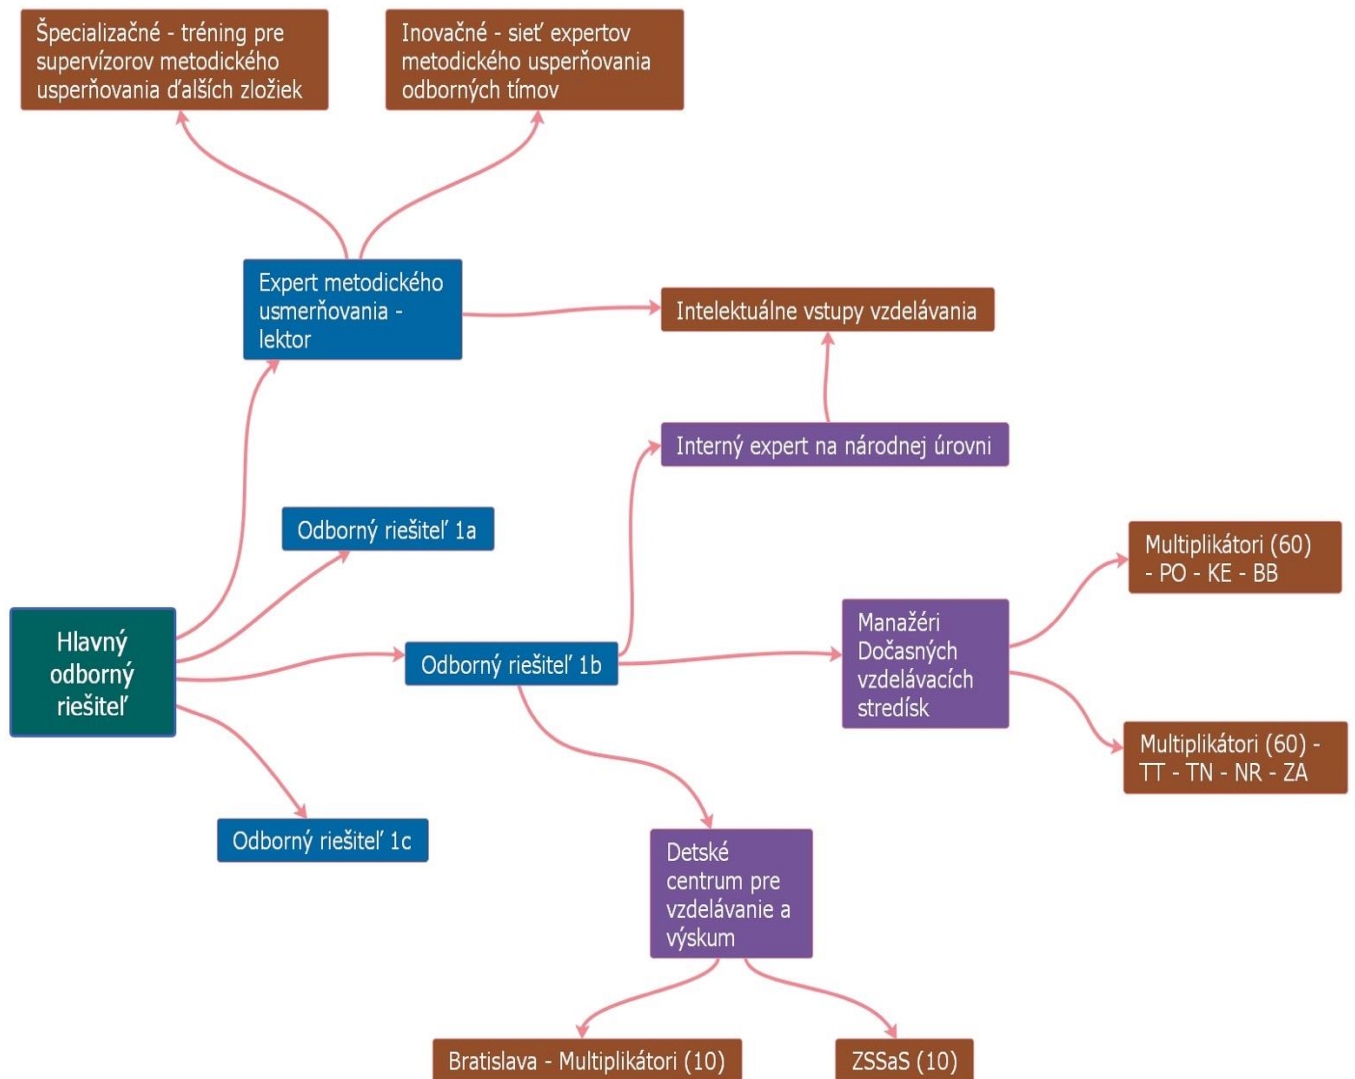 Špecializačné - tréning pre
supervízorov metodického
usperňovania ďalších zložiek
Inovačné - sieť expertov
metodického usperňovania
odborných tímov
Expert metodického
usmerňovania -
lektor
Intelektuálne vstupy vzdelávania
Interný expert na národnej úrovni
Odborný riešiteľ 1a
Multiplikátori (60)
- PO - KE - BB
Hlavný
odborný
riešiteľ
Odborný riešiteľ 1b
Manažéri
Dočasných
vzdelávacích
stredísk
Multiplikátori (60) -
TT - TN - NR - ZA
Odborný riešiteľ 1c
Detské
centrum pre
vzdelávanie a
výskum
Bratislava - Multiplikátori (10)
ZSSaS (10)